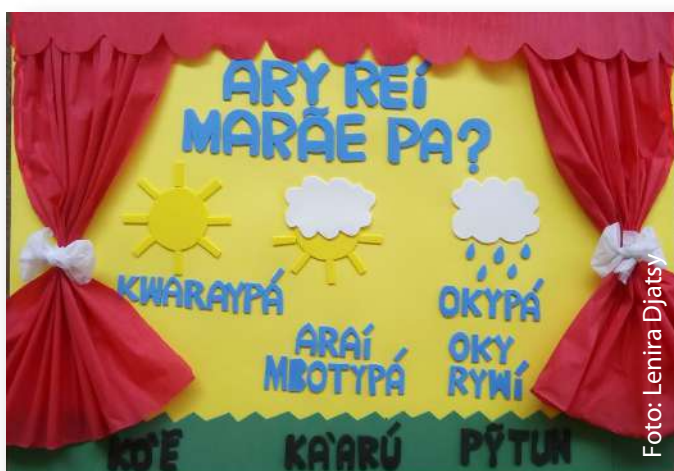 ARY REÍ
MARÃE PA?
KWARAYPÁ
ARAÍ
MBOTYPÁ
OKYPÁ
OKY
RYWÍ
KO'E KA'ARÚ PỸTUN
Foto: Lenira Djatsy